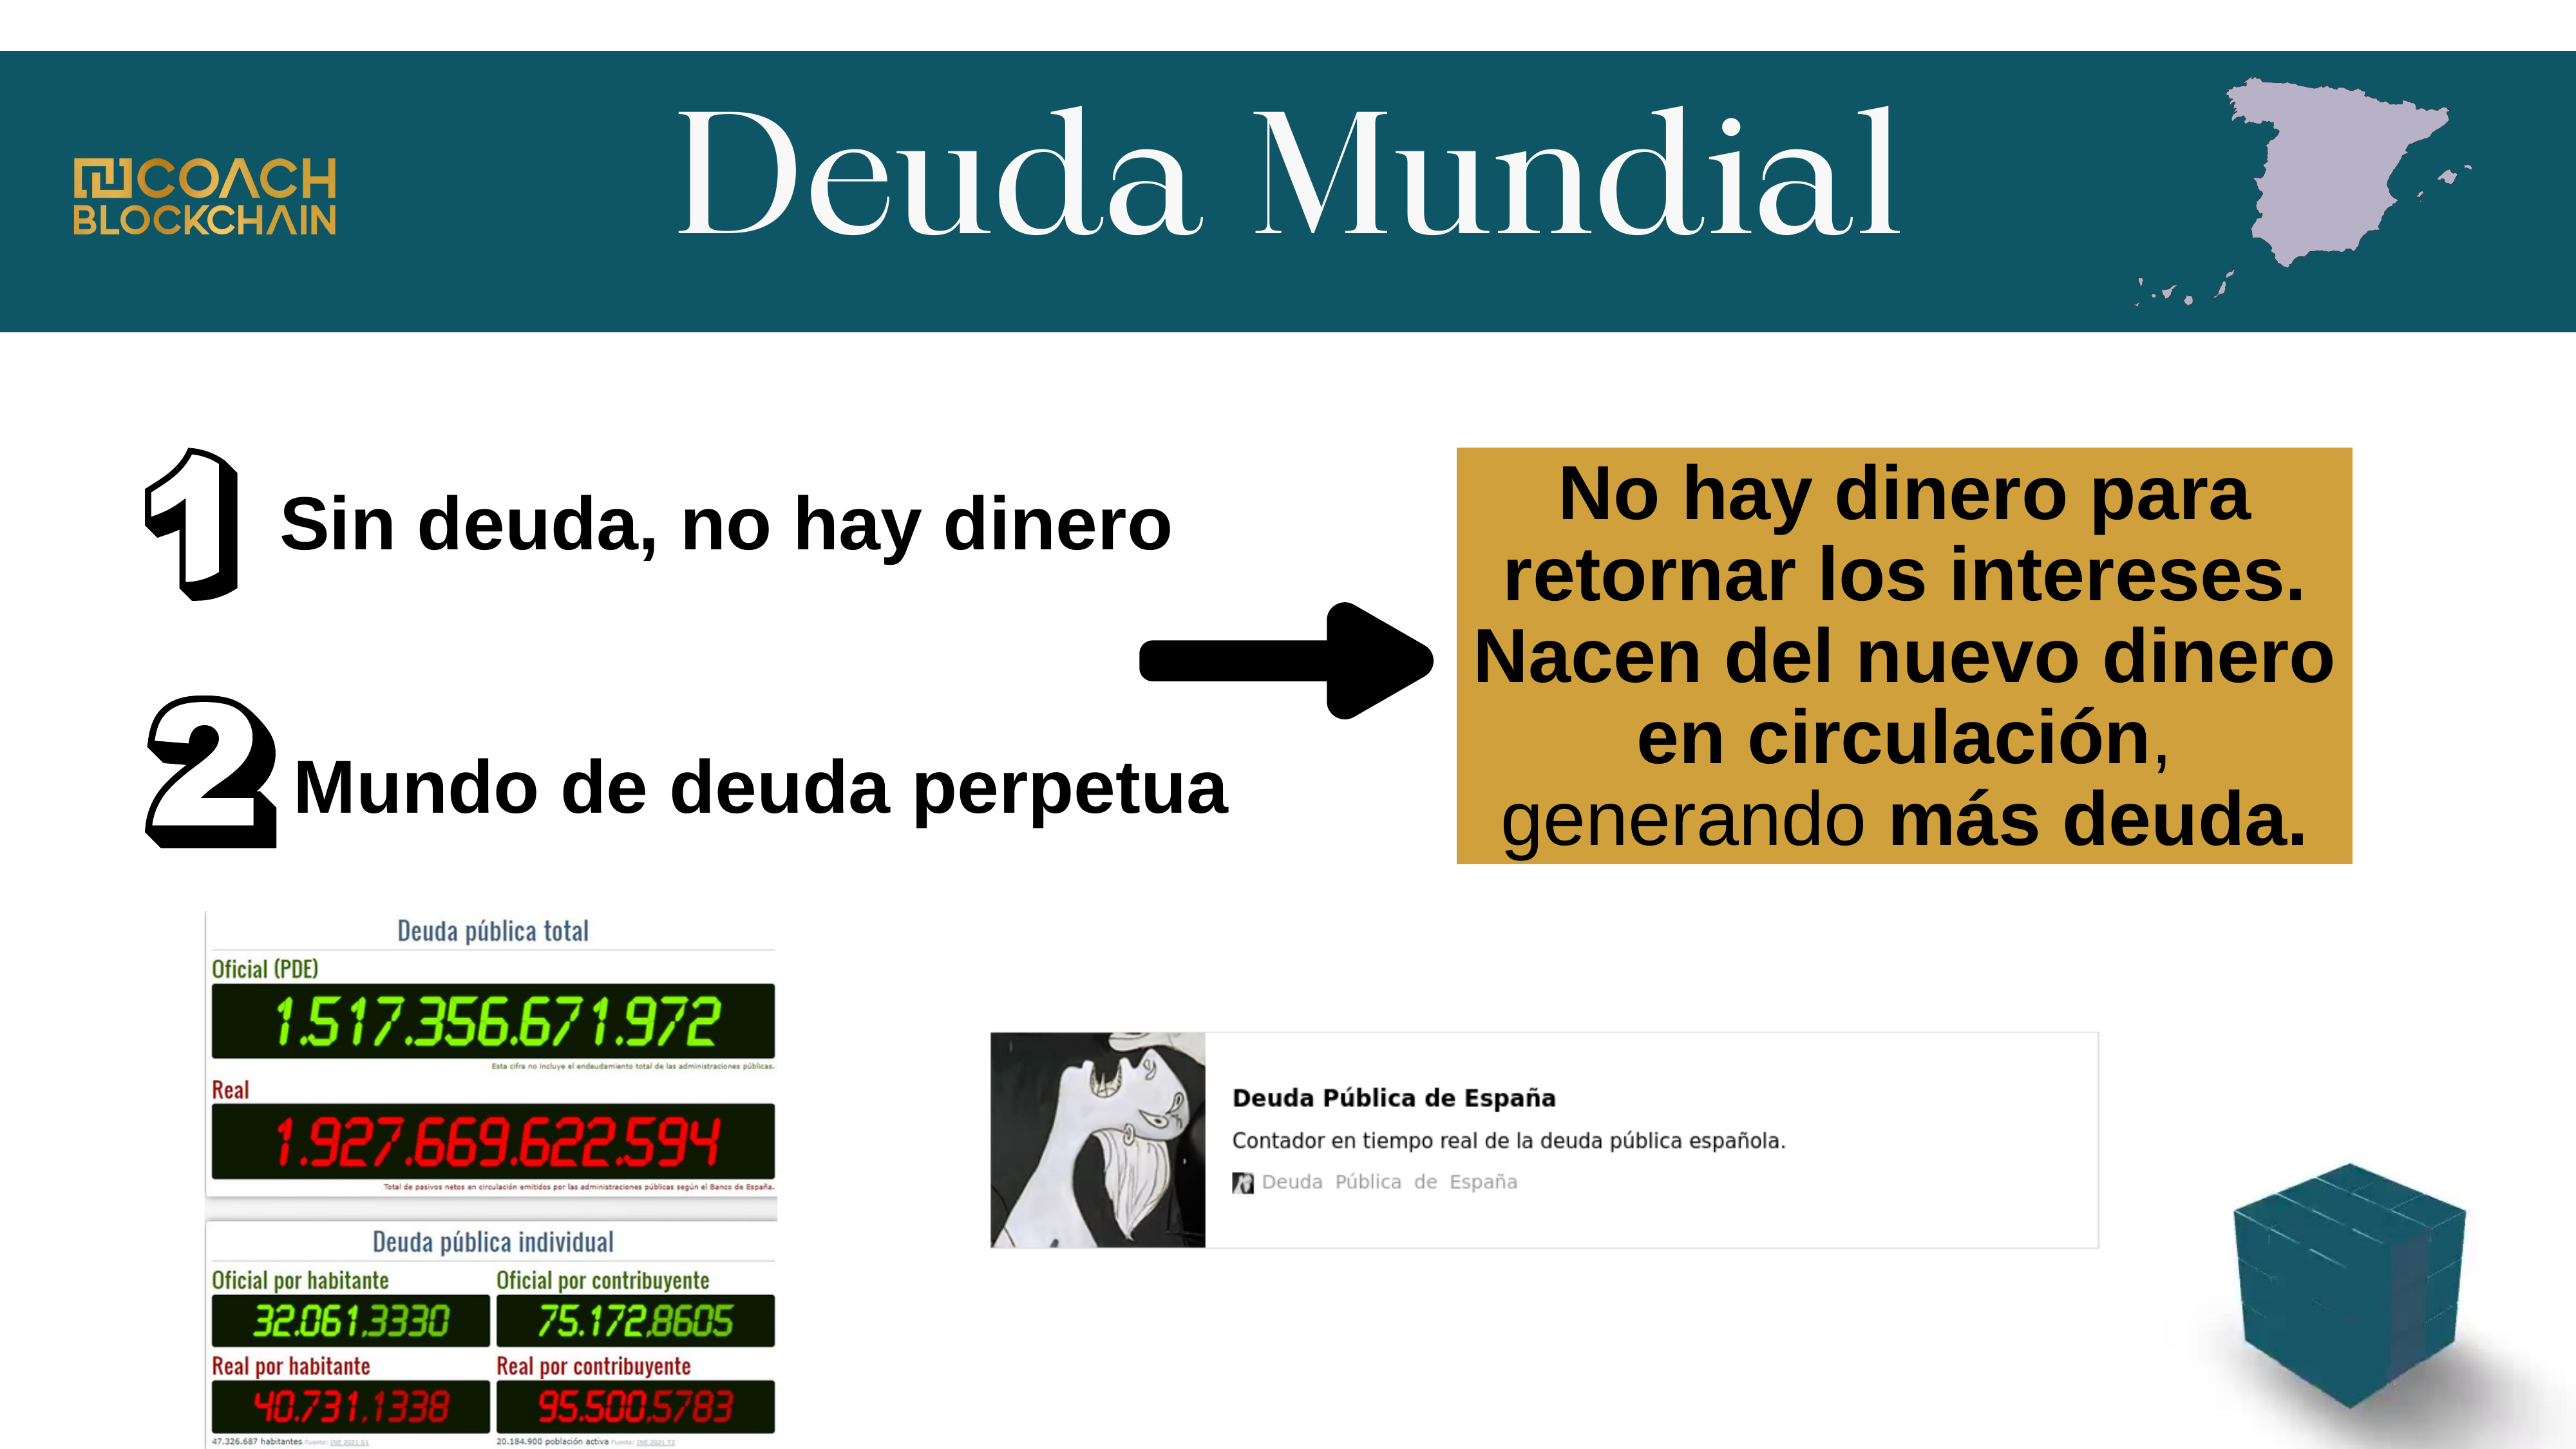 COACH
BLOCKCHAIN
Deuda Mundial
1
Sin deuda, no hay dinero
2
Mundo de deuda perpetua
No hay dinero para
retornar los intereses.
Nacen del nuevo dinero
en circulación,
generando más deuda.
Deuda pública total
Oficial (PDE)
1.517.356.671.972
Esta cifra no incluye el endeudamiento total de las administraciones públicas.
Real
1.927.669.622.594
Total de pasivos netos en circulación emitidos por las administraciones públicas según el Banco de España.
Deuda pública individual
Oficial por habitante Oficial por contribuyente
32.061,3330 75.172,8605
Real por habitante Real por contribuyente
40.731,1338 95.500,5783
47.326.687 habitantes Fuente: INE 2021 S1 20.184.900 población activa Fuente: INE 2021 T2
Deuda Pública de España
Contador en tiempo real de la deuda pública española.
Deuda Pública de España